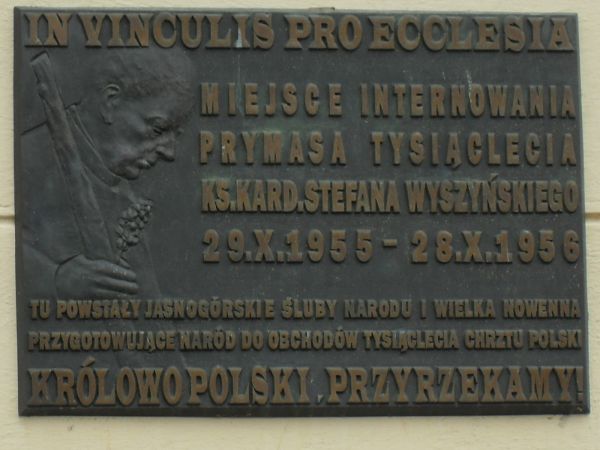 IN VINCULIS PRO ECCLESIA
MIEJSCE INTERNOWANIA
PRYMASA TYSIĄCLECIA
KS.KARD.STEFANA WYSZYŃSKIEGO
29.X.1955 - 28.X.1956
TU POWSTAŁY JASNOGÓRSKIE ŚLUBY NARODU I WIELKA NOWENNA
PRZYGOTOWUJĄCE NARÓD DO OBCHODÓW TYSIĄCLECIA CHRZTU POLSKI
KRÓLOWO POLSKI, PRZYRZEKAMY!